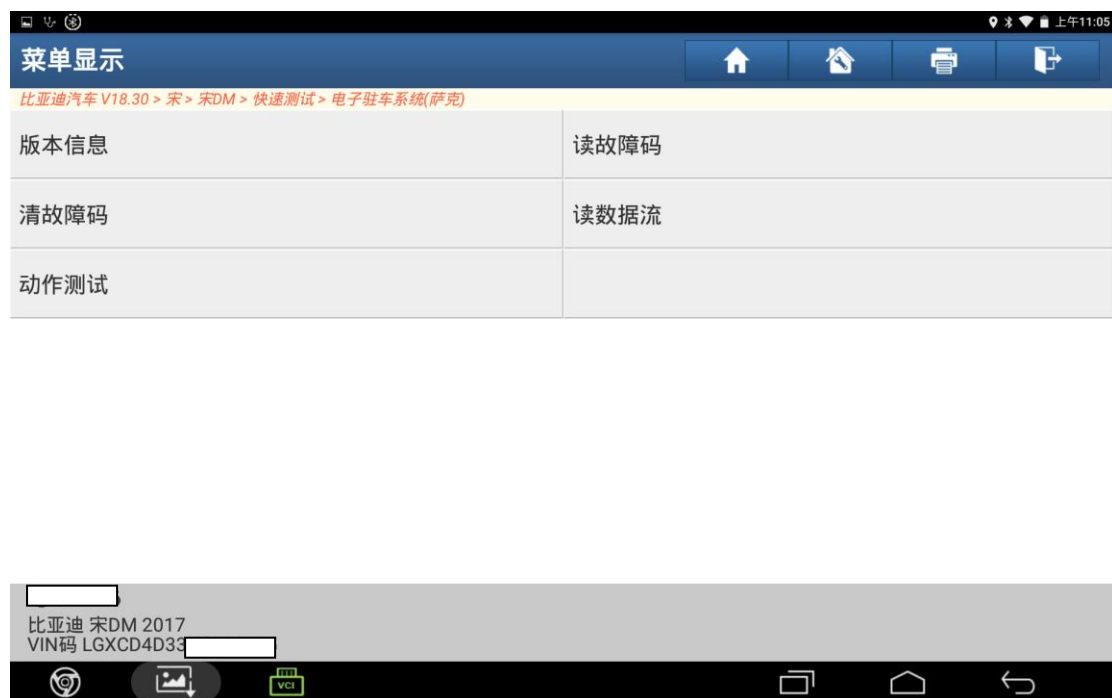 上午11:05
菜单显示
比亚迪汽车 V18.30 > 宋 > 宋DM > 快速测试 > 电子驻车系统(萨克)
版本信息
读故障码
清故障码
读数据流
动作测试
比亚迪 宋DM 2017
VIN码 LGXCD4D33
VCI